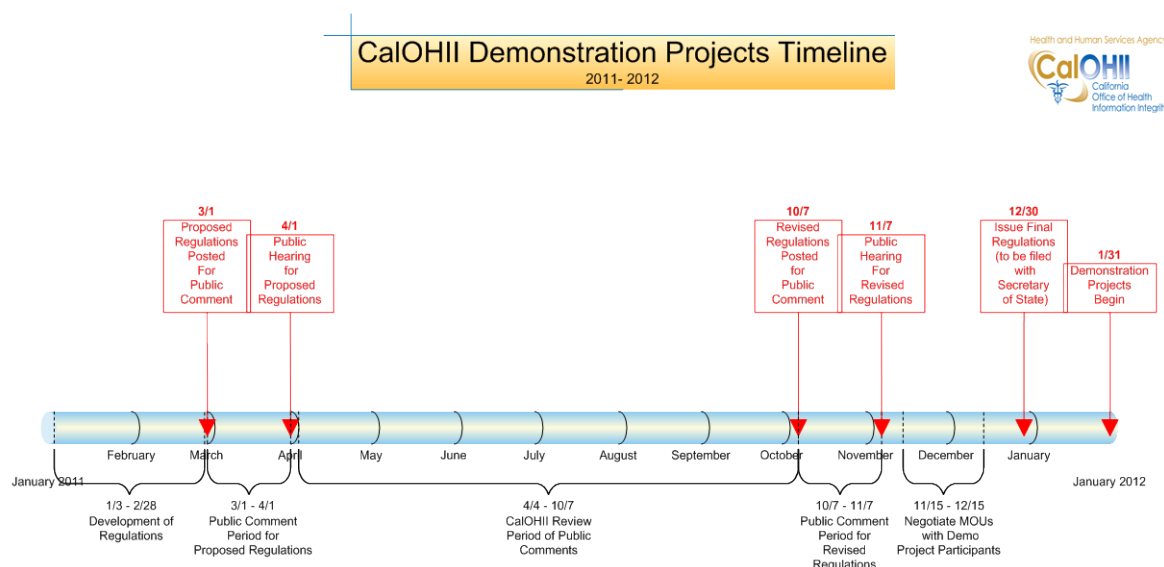 CalOHII Demonstration Projects Timeline
2011- 2012
Health and Human Services Agency
CalOHII
California
Office of Health
Information Integrity
3/1
Proposed
Regulations
Posted
For
Public
Comment
4/1
Public
Hearing
for
Proposed
Regulations
10/7
Revised
Regulations
Posted
for
Public
Comment
11/7
Public
Hearing
For
Revised
Regulations
12/30
Issue Final
Regulations
(to be filed
with
Secretary
of State)
1/31
Demonstration
Projects
Begin
February
March
April
May
June
July
August
September
October
November
December
January
January 2011
January 2012
1/3 - 2/28
Development of
Regulations
3/1 - 4/1
Public Comment
Period for
Proposed Regulations
4/4 - 10/7
CalOHII Review
Period of Public
Comments
10/7 - 11/7
Public Comment
Period for
Revised
Regulations
11/15 - 12/15
Negotiate MOUs
with Demo
Project Participants